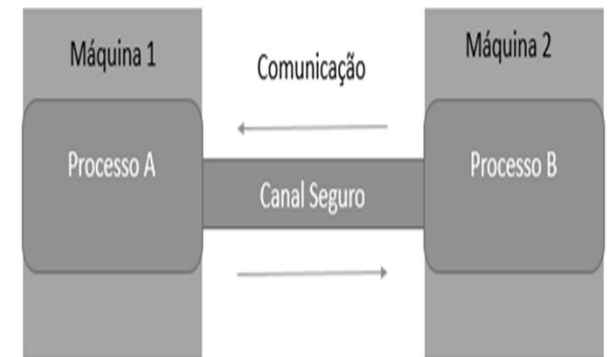 Máquina 1
Comunicação
Máquina 2
Processo A
Canal Seguro
Processo B